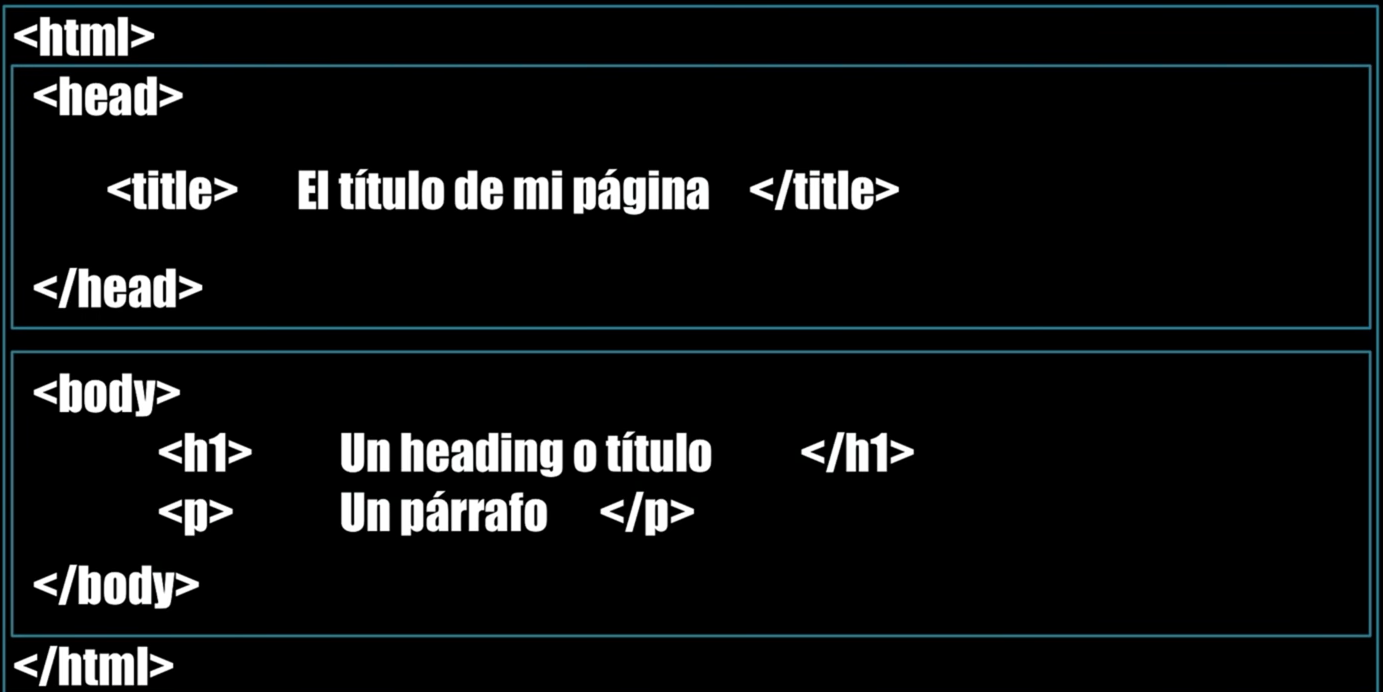 <html>
<head>
<title> El título de mi página </title>
</head>
<body>
<h1> Un heading o título </h1>
<p> Un párrafo </p>
</body>
</html>